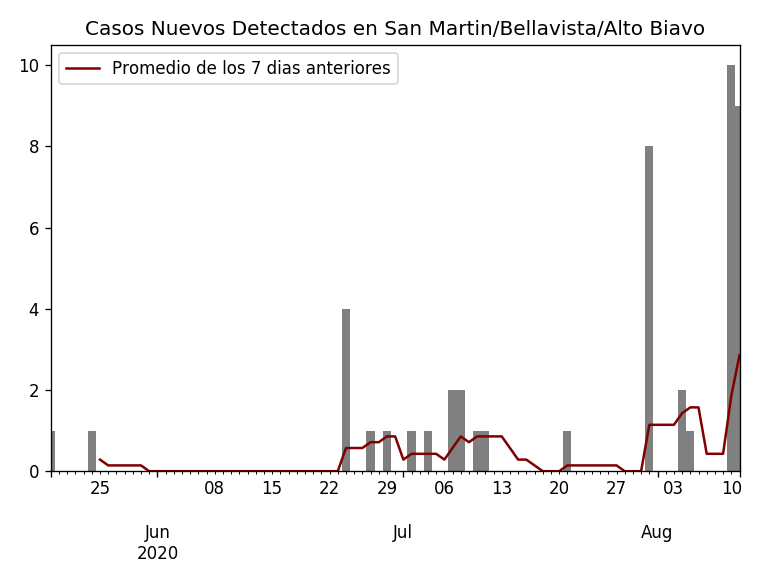 Casos Nuevos Detectados en San Martin/Bellavista/Alto Biavo
Promedio de los 7 dias anteriores
10
8
6
4
2
0
25 08 15 22 29 06 13 20 27 03 10
Jun Jul Aug
2020